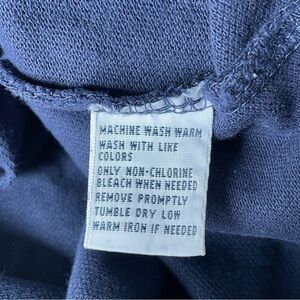 MACHINE WASH WARM
WASH WITH LIKE
COLORS
ONLY NON-CHLORINE
BLEACH WHEN NEEDED
REMOVE PROMPTLY
TUMBLE DRY LOW
WARM IRON IF NEEDED